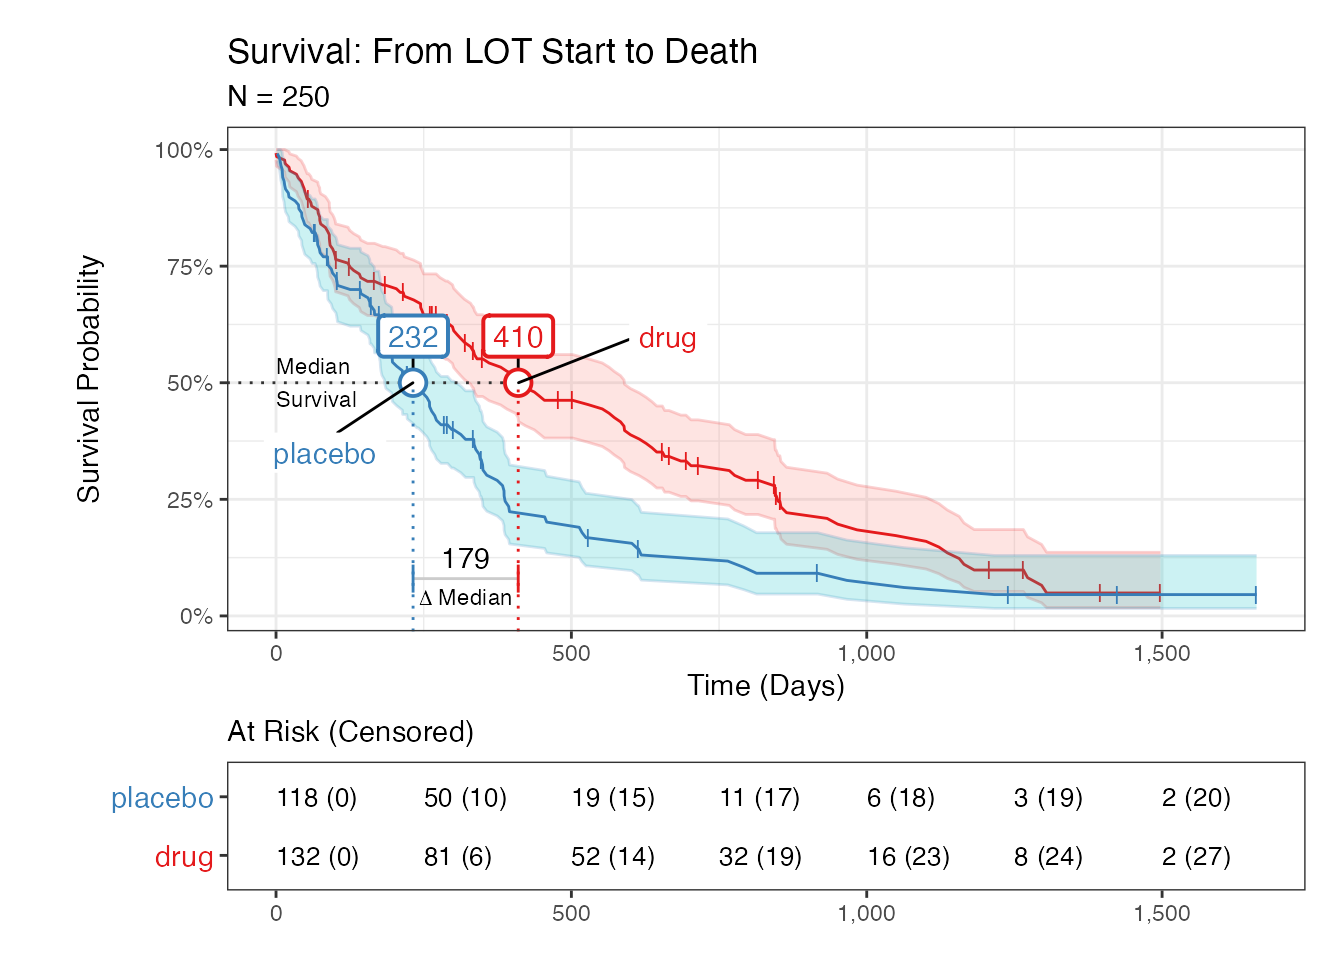 Survival: From LOT Start to Death
N = 250
Survival Probability
100%
75%
50%
25%
0%
232
410
drug
Median
Survival
placebo
179
Δ Median
0 500 1,000 1,500
Time (Days)
At Risk (Censored)
placebo 118 (0) 50 (10) 19 (15) 11 (17) 6 (18) 3 (19) 2 (20)
drug 132 (0) 81 (6) 52 (14) 32 (19) 16 (23) 8 (24) 2 (27)
0 500 1,000 1,500